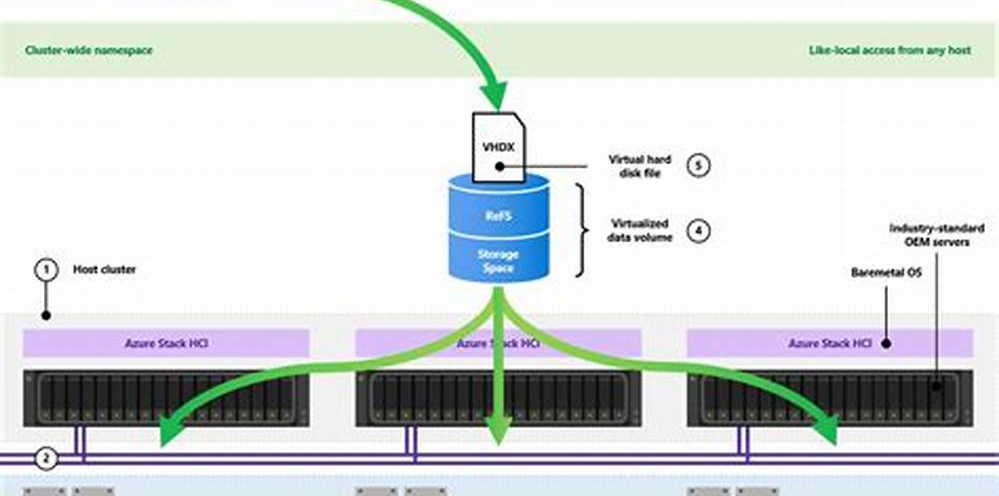 Cluster-wide namespace
Like-local access from any host
VHDX
Virtual hard
disk file
5
ReFS
Virtualized
data volume
4
Storage
Space
Industry-standard
OEM servers
1
Host cluster
Baremetal OS
Azure Stack HCI
Azure Stack HCI
Azure Stack HCI
2